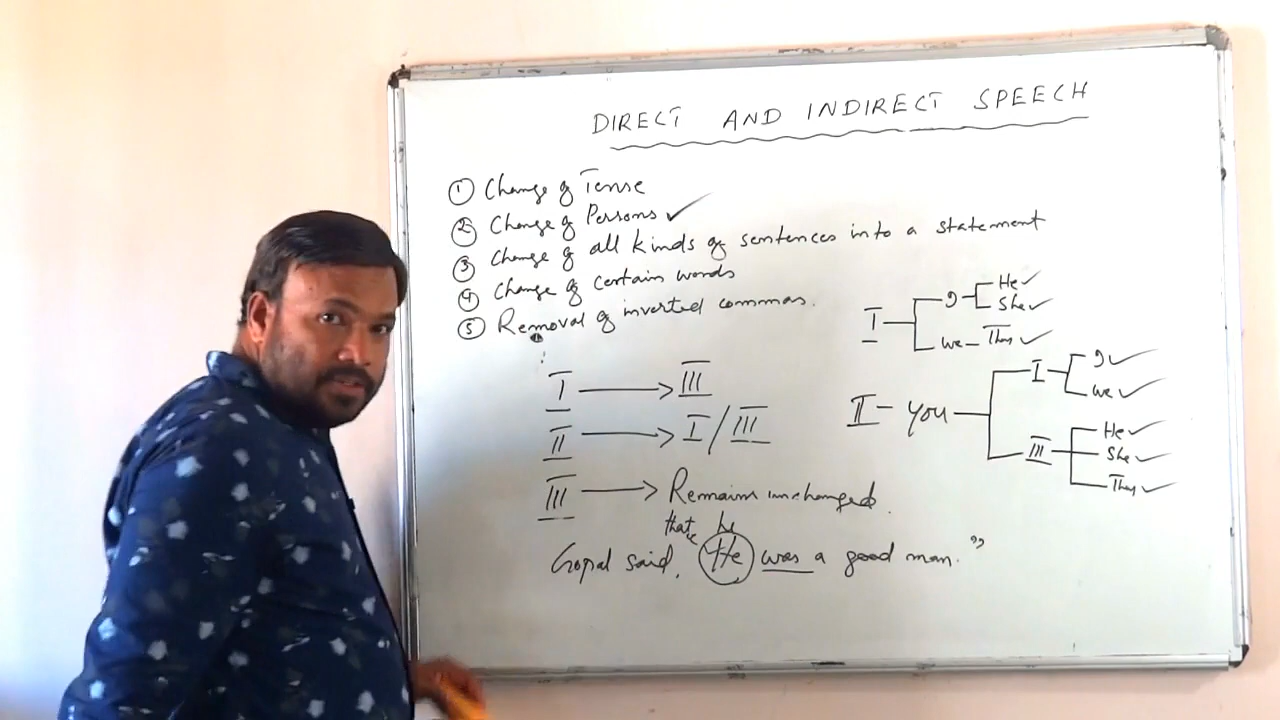 DIRECT AND INDIRECT SPEECH
① Change of Tense
② Change of Persons ✓
③ Change of all kinds of sentences into a statement
④ Change of certain words
⑤ Removal of inverted commas.
I → III
II → I / III
III → Remains unchanged.
that he
Gopal said, "He was a good man."
I
I
He ✓
She ✓
we - They ✓
II - you
I
I ✓
we ✓
III
He ✓
She ✓
They ✓